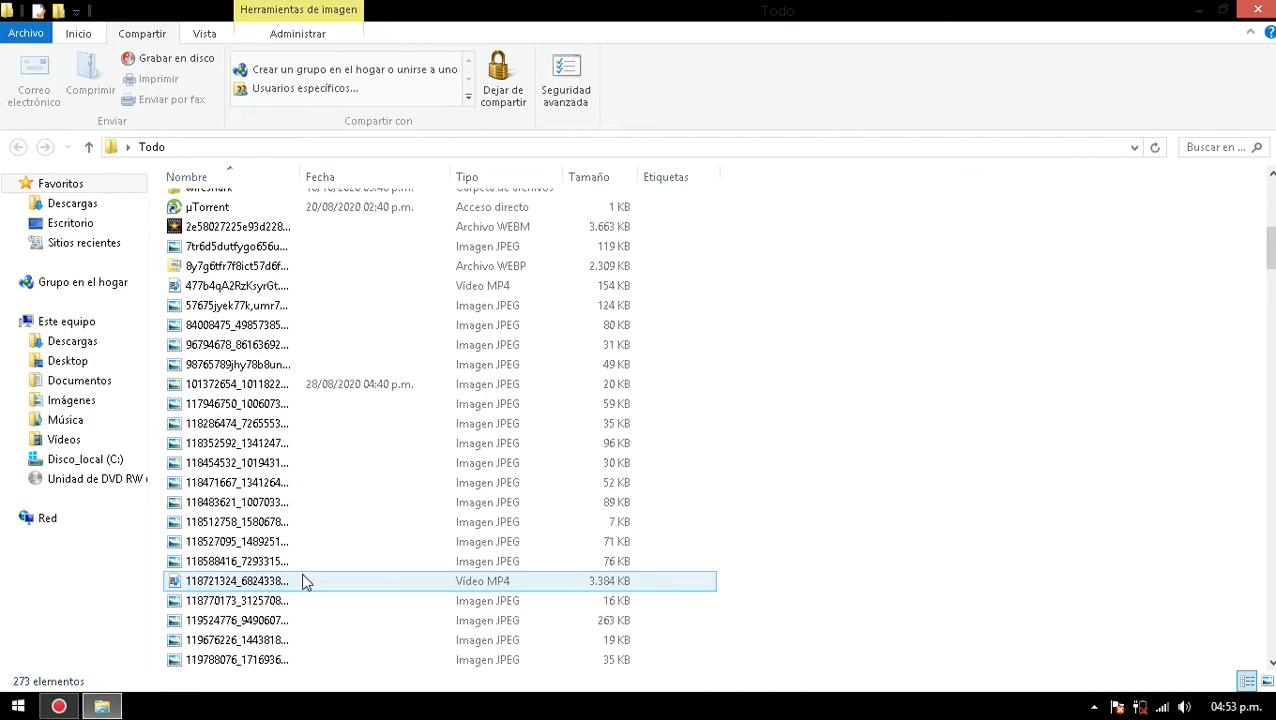 Herramientas de imagen
Todo
Archivo Inicio Compartir Vista Administrar
Correo electrónico
Comprimir
Grabar en disco
Imprimir
Enviar por fax
Enviar
Crear un grupo en el hogar o unirse a uno
Usuarios específicos...
Compartir con
Dejar de compartir
Seguridad avanzada
Todo
Buscar en ...
Favoritos
Descargas
Escritorio
Sitios recientes
Grupo en el hogar
Este equipo
Descargas
Desktop
Documentos
Imágenes
Música
Vídeos
Disco_local (C:)
Unidad de DVD RW
Red
Nombre Fecha Tipo Tamaño Etiquetas
wireshark Carpeta de archivos
µTorrent 20/08/2020 02:40 p.m. Acceso directo 1 KB
2e58027225e93d228... Archivo WEBM 3.663 KB
7tr6d5dutfygo656u... Imagen JPEG 119 KB
8y7g6tfr7f8ict57d6f... Archivo WEBP 2.309 KB
477b4qA2RzKsyrGt.... Vídeo MP4 154 KB
57675jyek77k,umr7... Imagen JPEG 124 KB
84008475_49857385... Imagen JPEG 80 KB
96794678_86163692... Imagen JPEG 31 KB
98765789jhy78b8un... Imagen JPEG 49 KB
101372654_1011822... 28/08/2020 04:40 p.m. Imagen JPEG 20 KB
117946750_1006073... Imagen JPEG 59 KB
118286474_7265553... Imagen JPEG 35 KB
118352592_1341247... Imagen JPEG 96 KB
118454532_1019431... Imagen JPEG 30 KB
118471667_1341264... Imagen JPEG 52 KB
118483621_1007033... Imagen JPEG 89 KB
118512758_1580678... Imagen JPEG 7 KB
118527095_1489251... Imagen JPEG 71 KB
118588416_7293315... Imagen JPEG 76 KB
118721324_6824338... Vídeo MP4 3.384 KB
118770173_3125708... Imagen JPEG 16 KB
119524776_9490607... Imagen JPEG 263 KB
119676226_1443818... Imagen JPEG 19 KB
119788076_1716936... Imagen JPEG 35 KB
273 elementos
04:53 p.m.